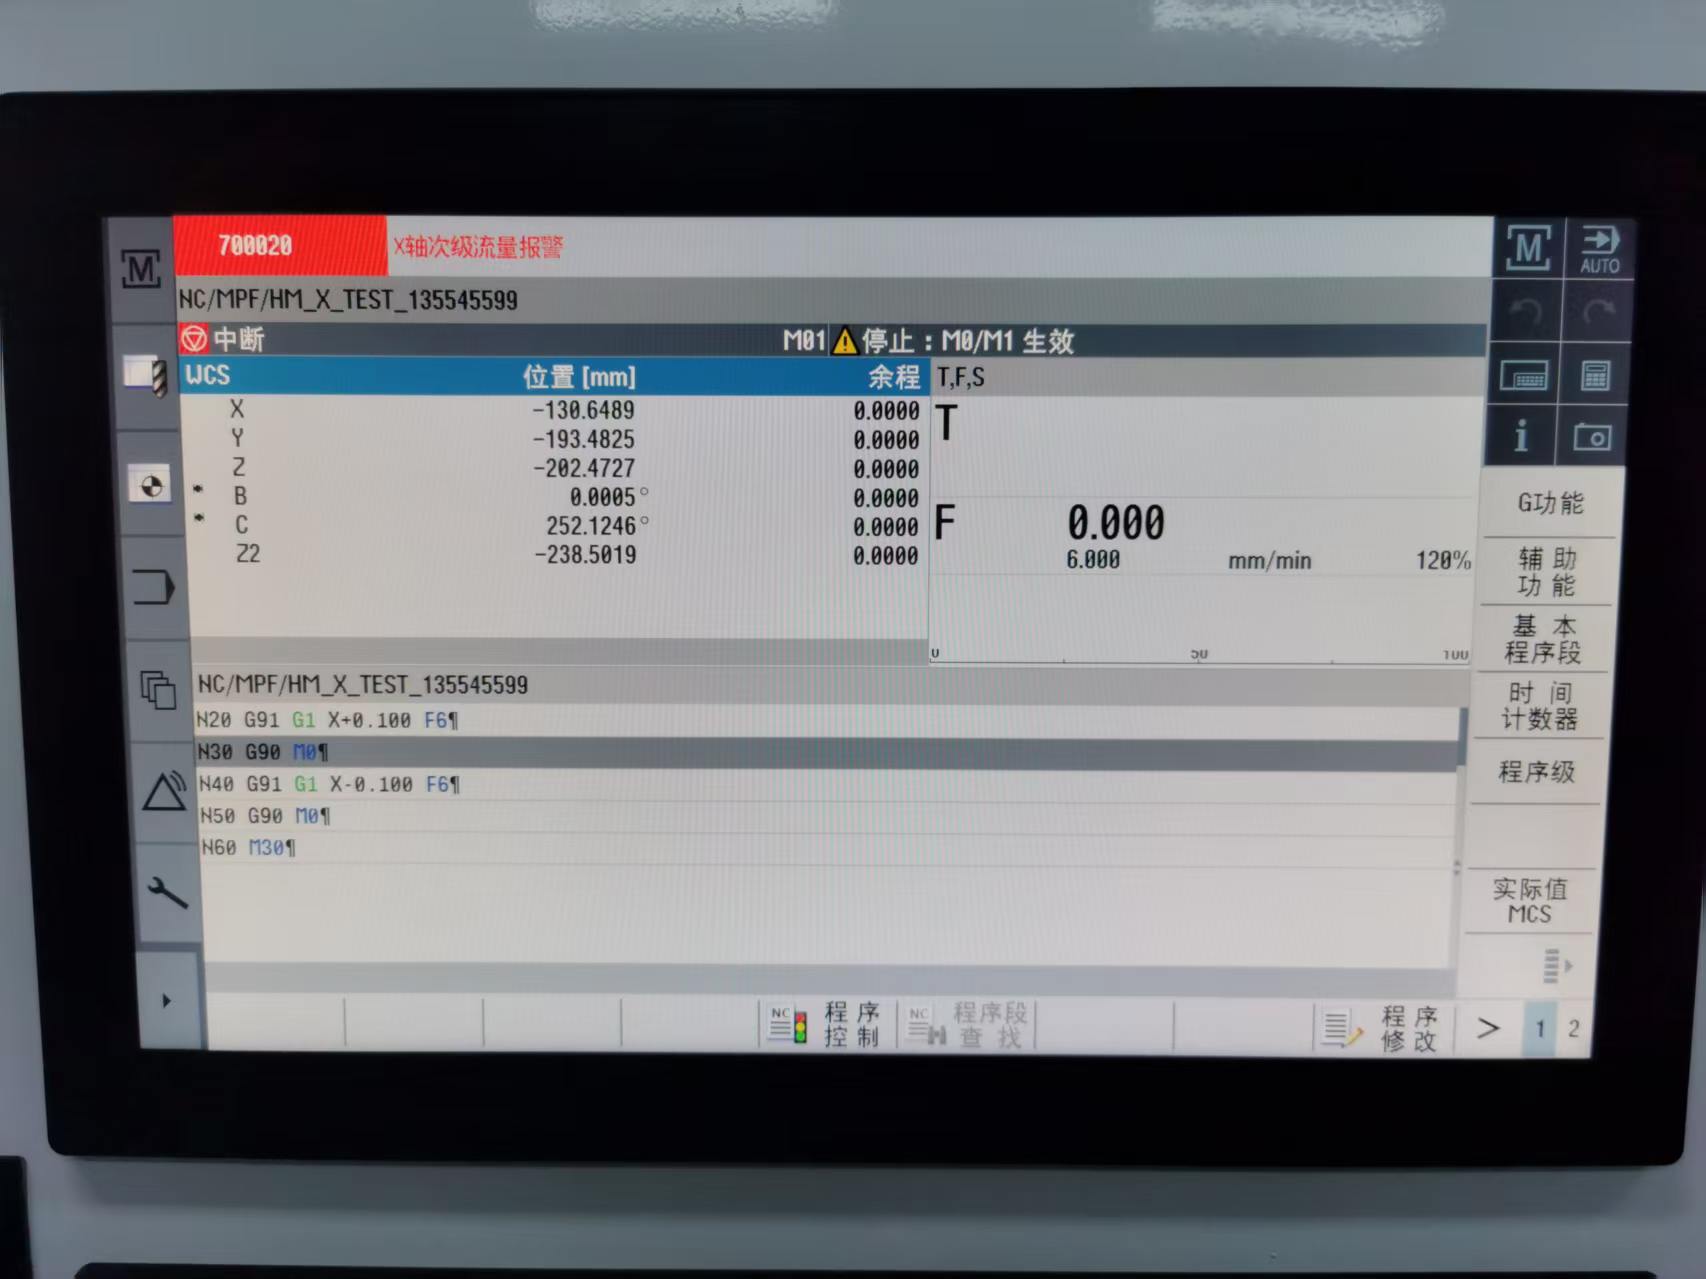 700020 X轴次级流量报警
M
M
AUTO
NC/MPF/HM_X_TEST_135545599
中断 M01 停止：M0/M1 生效
WCS 位置 [mm] 余程 T,F,S
X -130.6489 0.0000
Y -193.4825 0.0000
Z -202.4727 0.0000
B 0.0005° 0.0000
C 252.1246° 0.0000
Z2 -238.5019 0.0000
T
F 0.000
6.000 mm/min 120%
0 50 100
NC/MPF/HM_X_TEST_135545599
N20 G91 G1 X+0.100 F6¶
N30 G90 M0¶
N40 G91 G1 X-0.100 F6¶
N50 G90 M0¶
N60 M30¶
i
G功能
辅 助
功 能
基 本
程序段
时 间
计数器
程序级
实际值
MCS
NC 程 序
控 制
NC 程序段
查 找
程 序
修 改
> 1 2